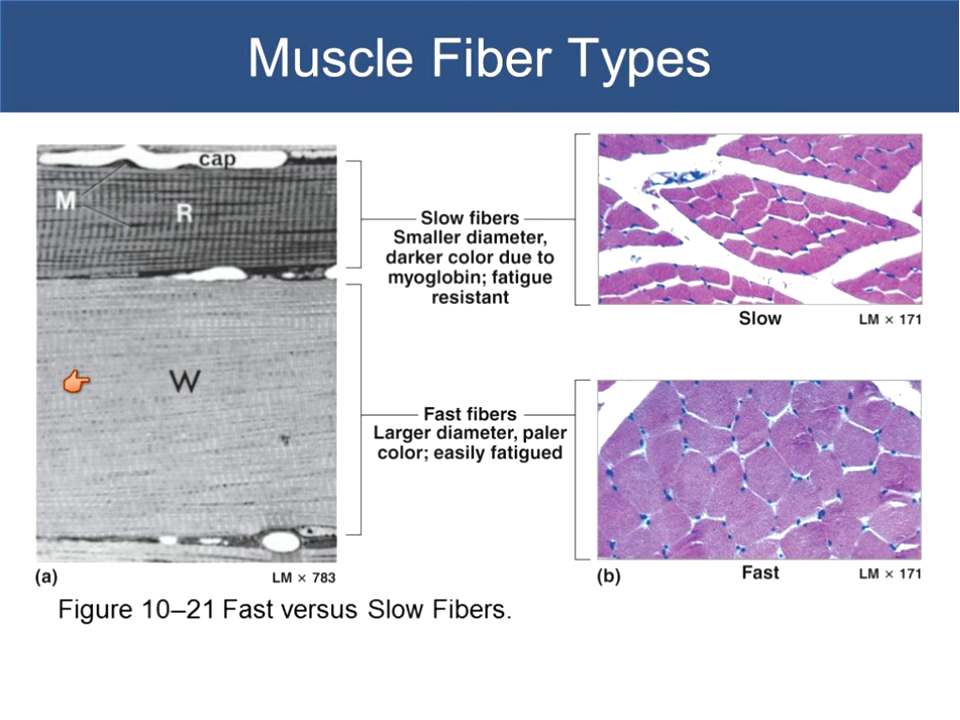 Muscle Fiber Types
cap
M
R
W
(a)
LM × 783
Slow fibers
Smaller diameter,
darker color due to
myoglobin; fatigue
resistant
Fast fibers
Larger diameter, paler
color; easily fatigued
Slow
LM × 171
(b)
Fast
LM × 171
Figure 10–21 Fast versus Slow Fibers.